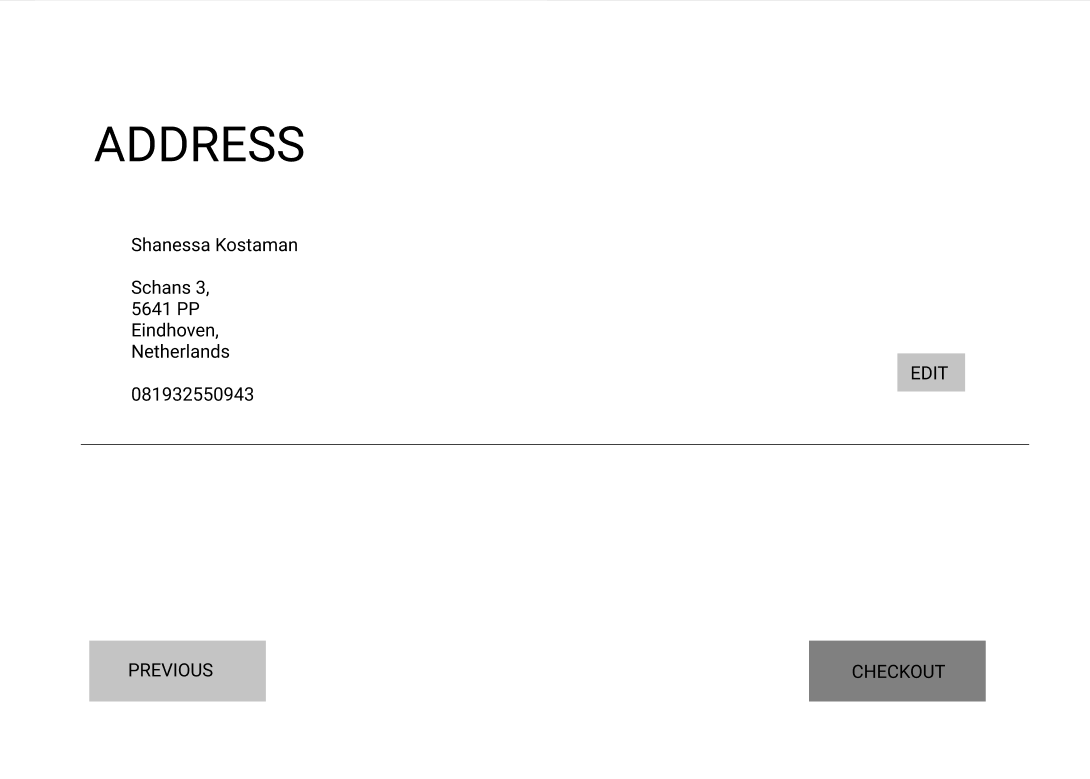 ADDRESS
Shanessa Kostaman
Schans 3,
5641 PP
Eindhoven,
Netherlands
081932550943
EDIT
PREVIOUS
CHECKOUT